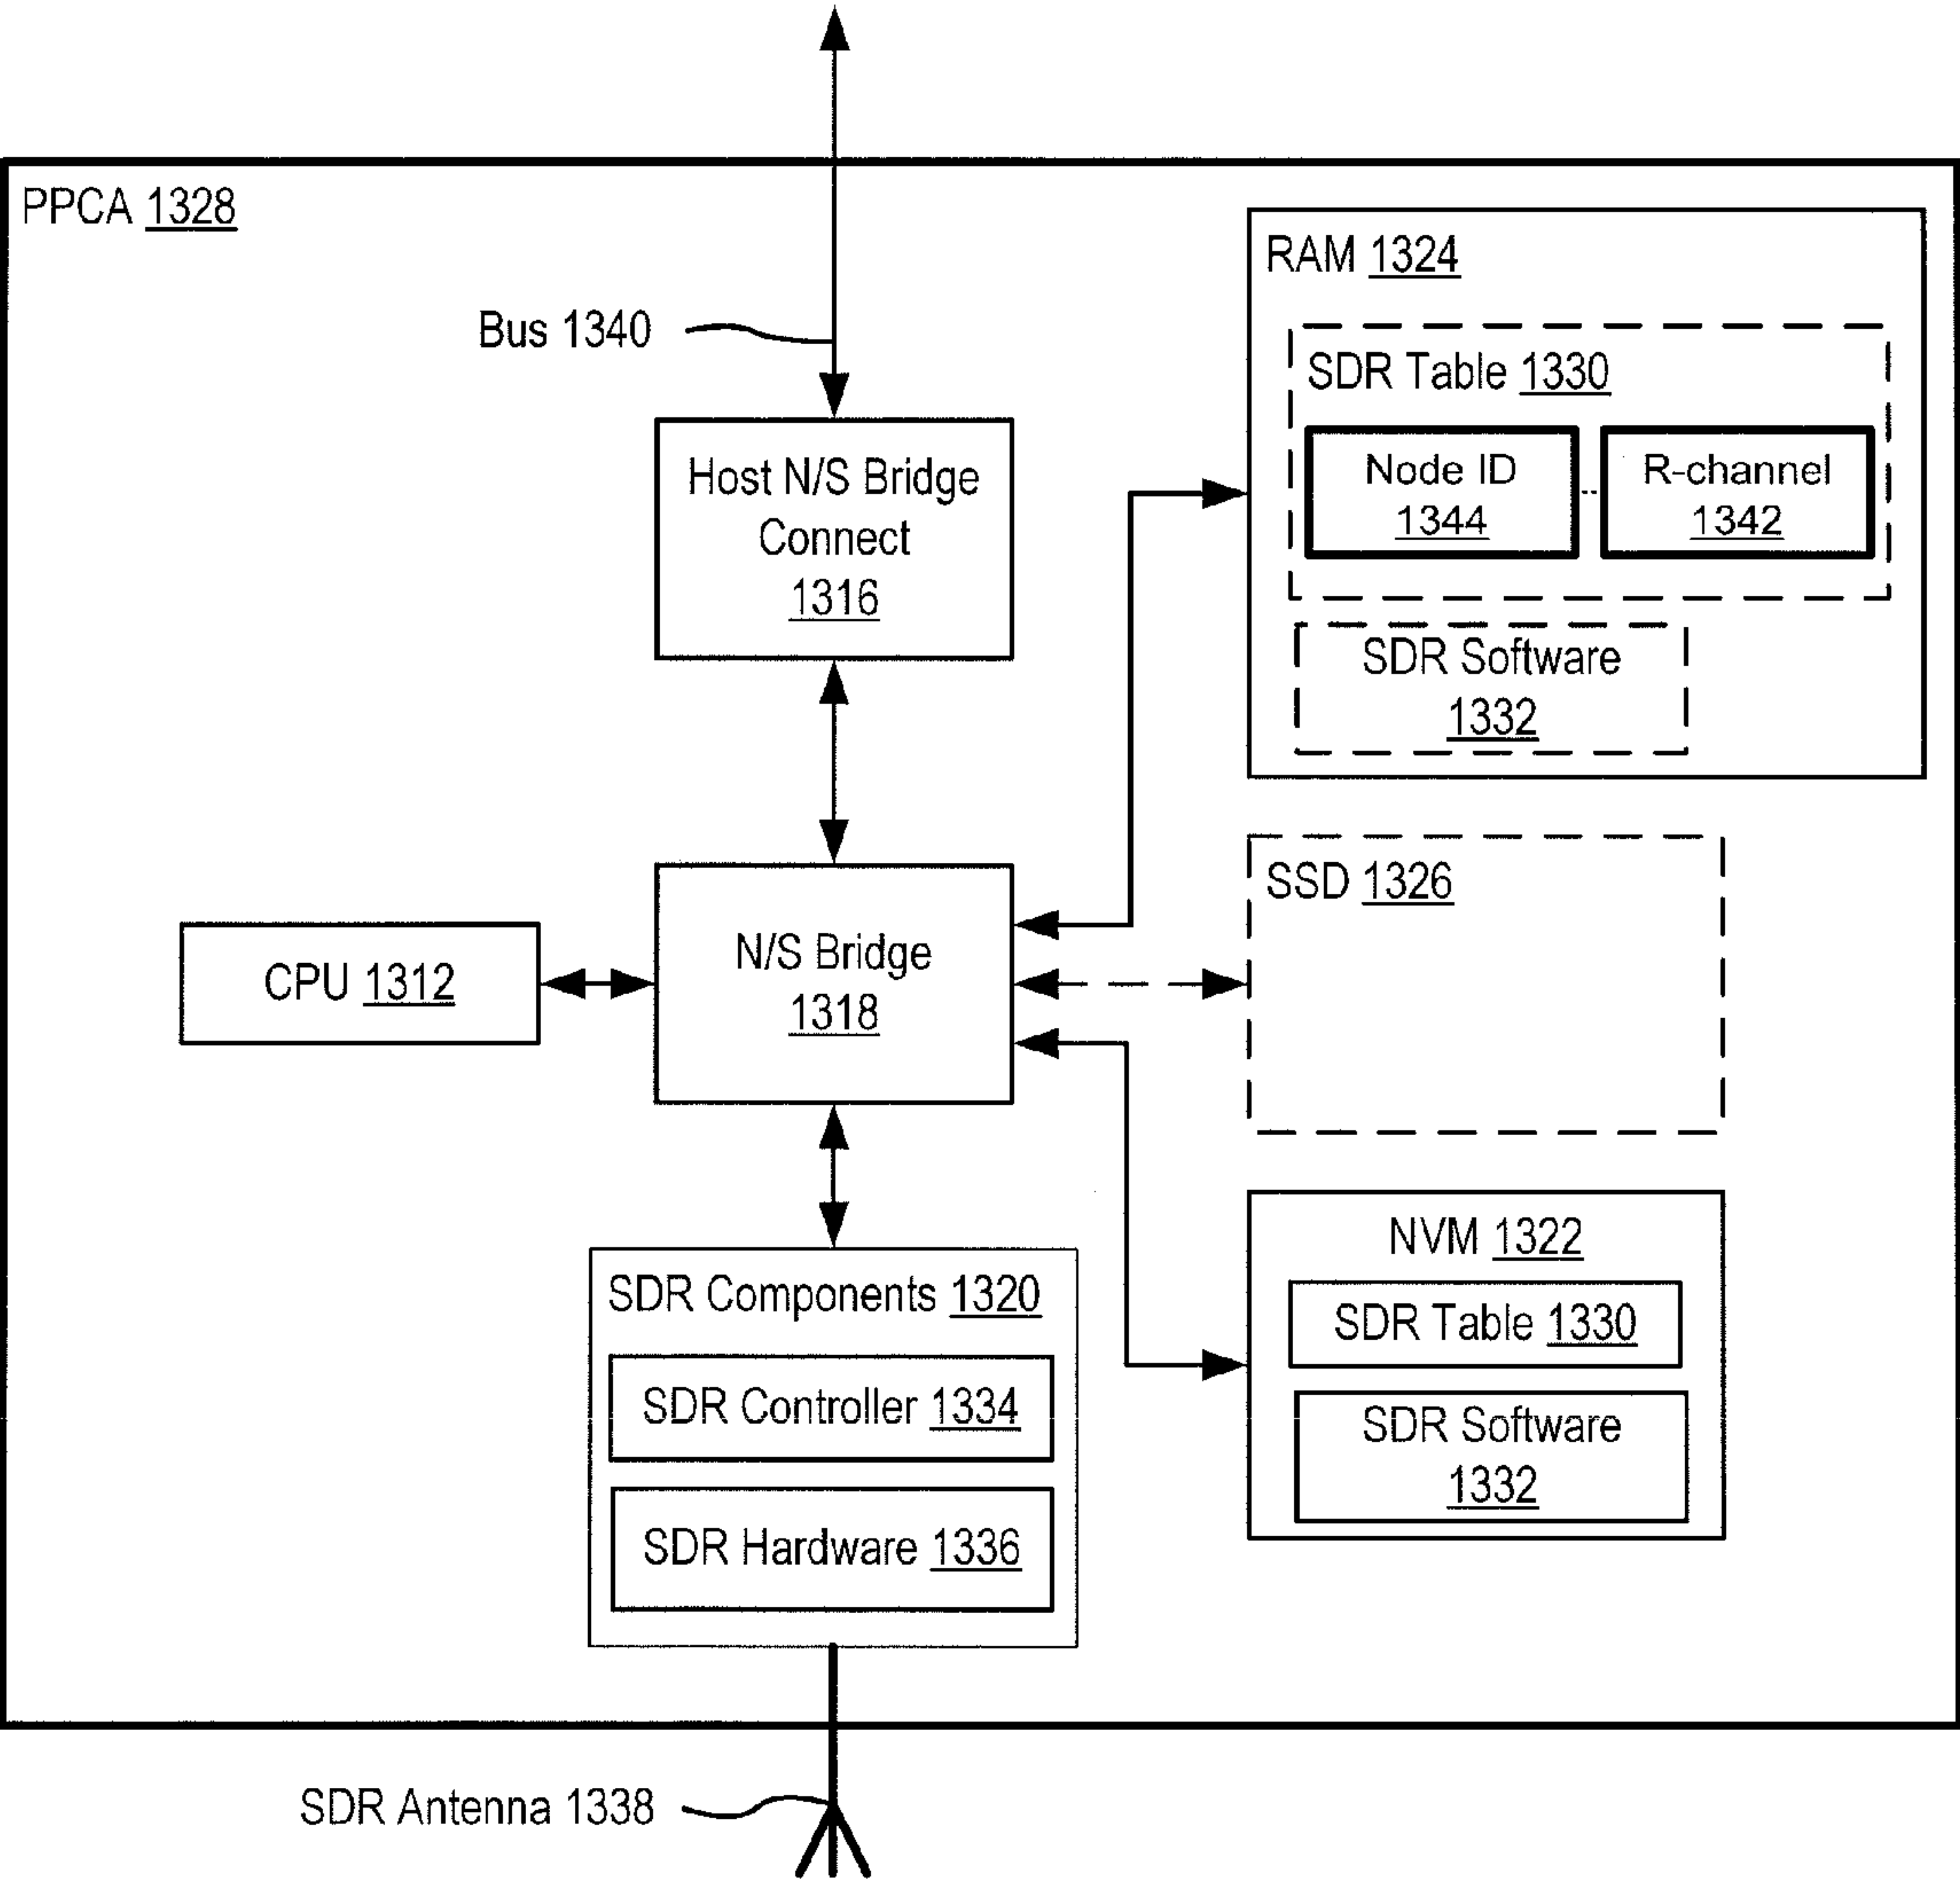 PPCA 1328
Bus 1340
Host N/S Bridge
Connect
1316
RAM 1324
SDR Table 1330
Node ID
1344
R-channel
1342
SDR Software
1332
SSD 1326
N/S Bridge
1318
CPU 1312
SDR Components 1320
SDR Controller 1334
SDR Hardware 1336
NVM 1322
SDR Table 1330
SDR Software
1332
SDR Antenna 1338